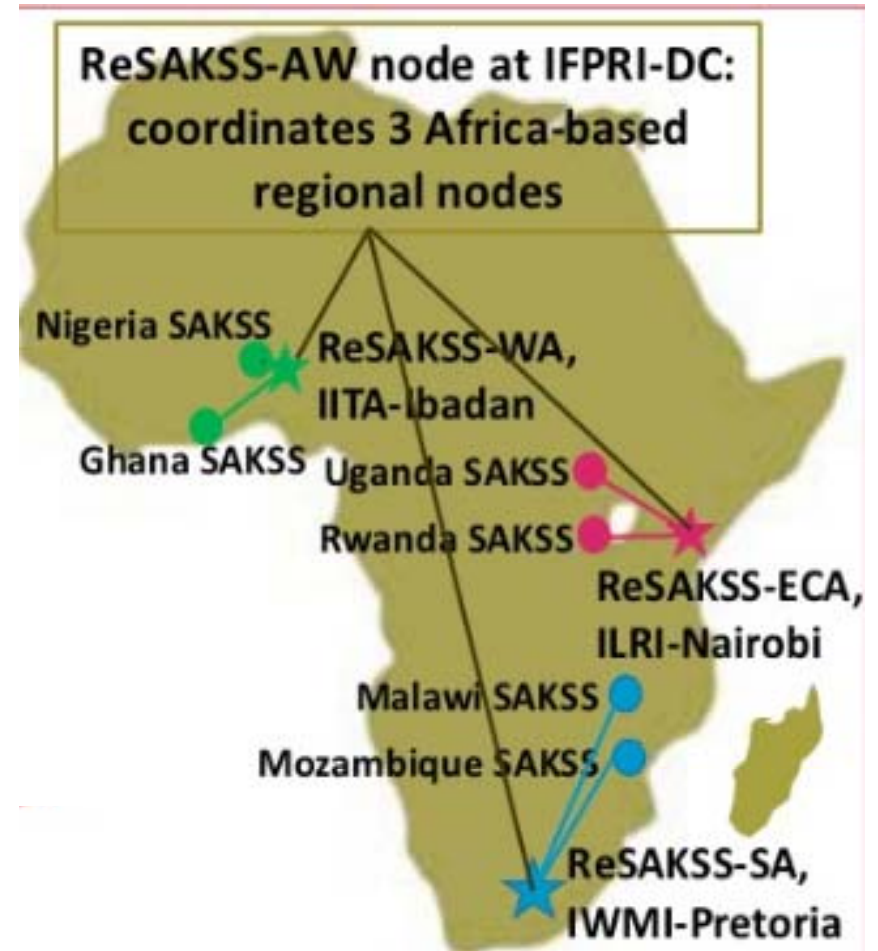 ReSAKSS-AW node at IFPRI-DC:
coordinates 3 Africa-based
regional nodes
Nigeria SAKSS
ReSAKSS-WA,
IITA-Ibadan
Ghana SAKSS
Uganda SAKSS
Rwanda SAKSS
ReSAKSS-ECA,
ILRI-Nairobi
Malawi SAKSS
Mozambique SAKSS
ReSAKSS-SA,
IWMI-Pretoria